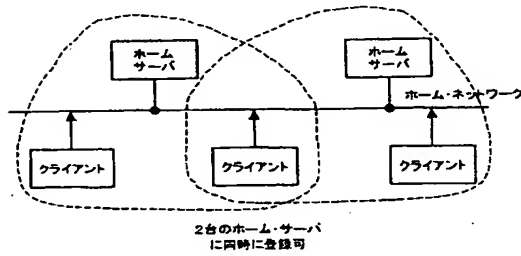 ホーム
サーバ
ホーム
サーバ
ホーム・ネットワーク
クライアント
クライアント
クライアント
2台のホーム・サーバ
に同時に登録可